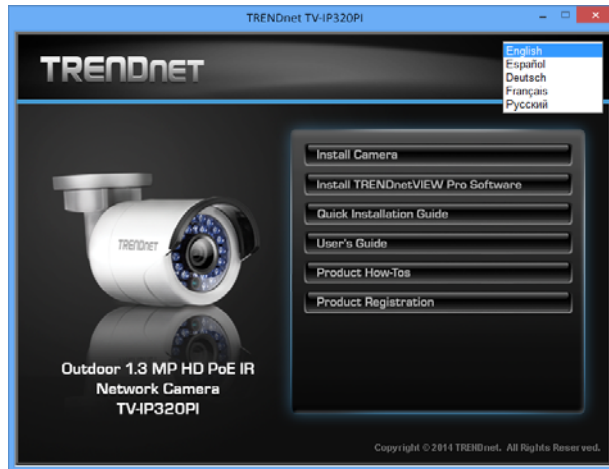 TRENDnet TV-IP320PI
TRENDNET
English
Español
Deutsch
Français
Русский
Install Camera
Install TRENDnetVIEW Pro Software
Quick Installation Guide
User's Guide
Product How-Tos
Product Registration
TRENDNET
Outdoor 1.3 MP HD PoE IR
Network Camera
TV-IP320PI
Copyright © 2014 TRENDnet. All Rights Reserved.